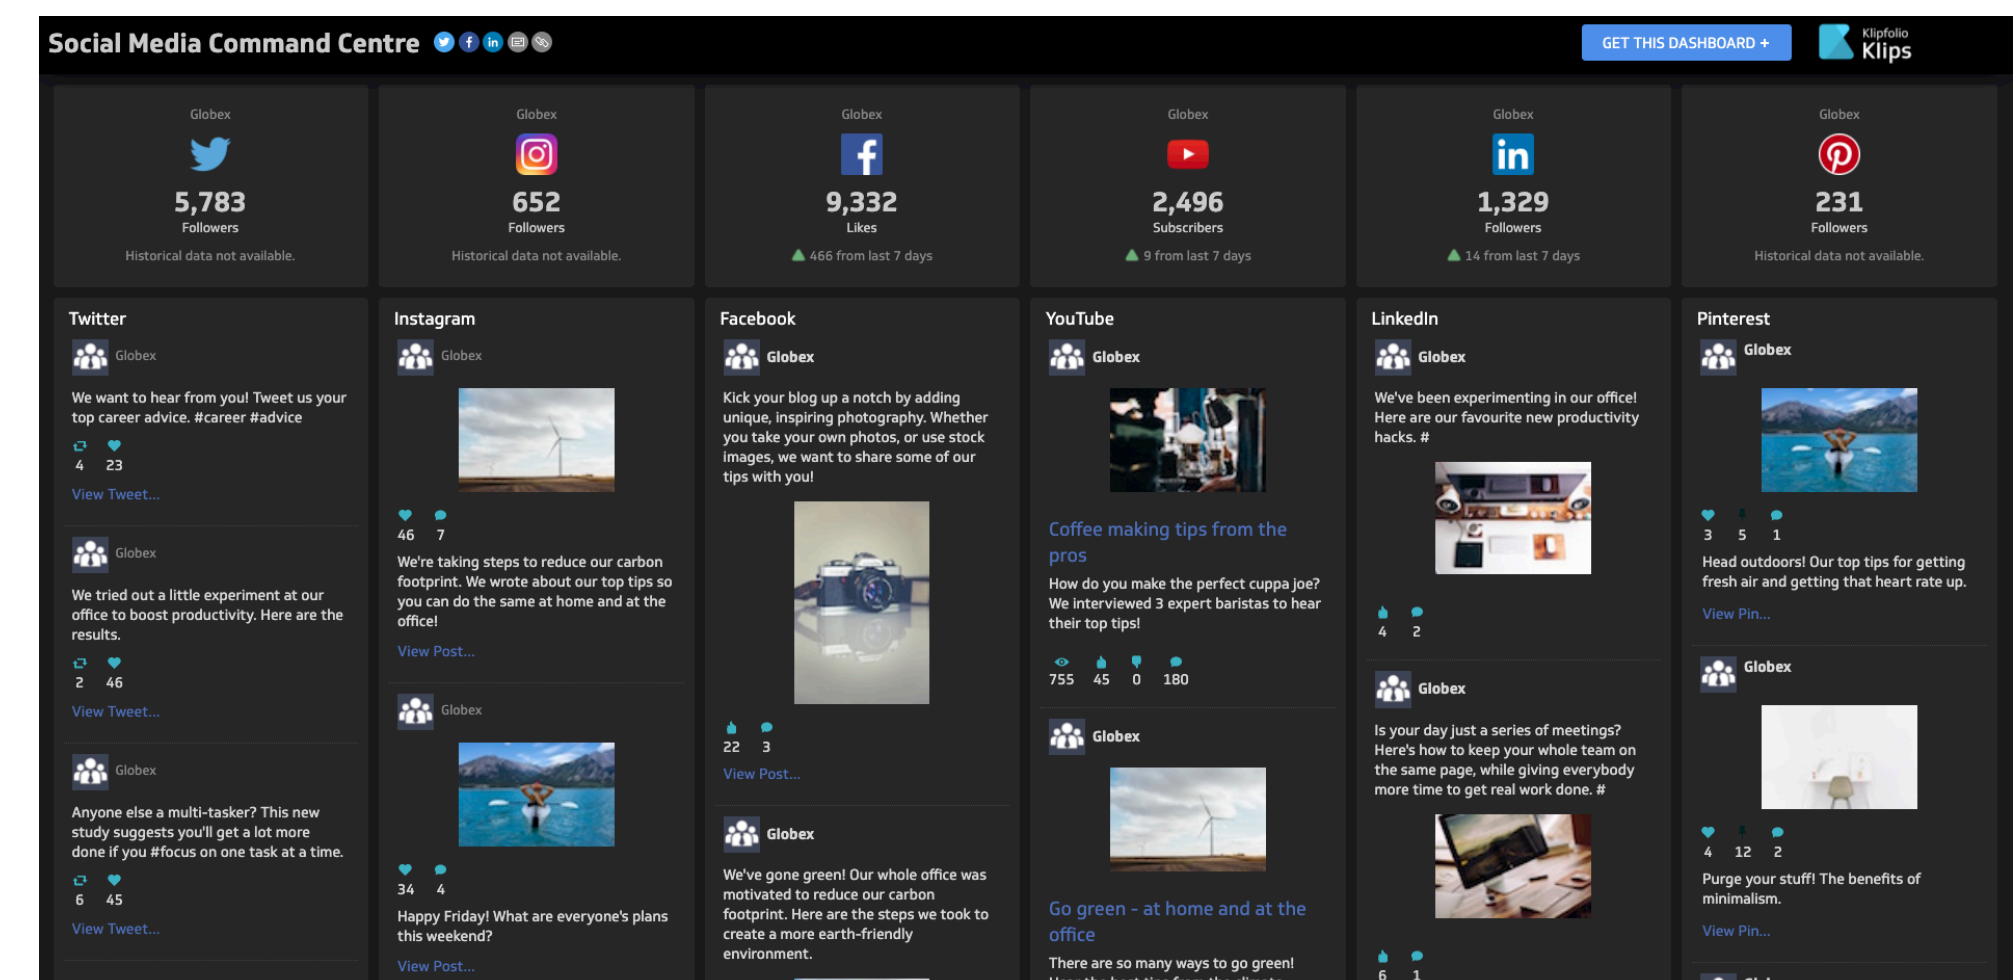 Social Media Command Centre
GET THIS DASHBOARD +
Klipfolio
Klips
Globex
5,783
Followers
Historical data not available.
Globex
652
Followers
Historical data not available.
Globex
9,332
Likes
466 from last 7 days
Globex
2,496
Subscribers
9 from last 7 days
Globex
in
1,329
Followers
14 from last 7 days
Globex
231
Followers
Historical data not available.
Twitter
Globex
We want to hear from you! Tweet us your
top career advice. #career #advice
4 23
View Tweet...
Globex
We tried out a little experiment at our
office to boost productivity. Here are the
results.
2 46
View Tweet...
Globex
Anyone else a multi-tasker? This new
study suggests you'll get a lot more
done if you #focus on one task at a time.
6 45
View Tweet...
Instagram
Globex
46 7
We're taking steps to reduce our carbon
footprint. We wrote about our top tips so
you can do the same at home and at the
office!
View Post...
Globex
34 4
Happy Friday! What are everyone's plans
this weekend?
View Post...
Facebook
Globex
Kick your blog up a notch by adding
unique, inspiring photography. Whether
you take your own photos, or use stock
images, we want to share some of our
tips with you!
22 3
View Post...
Globex
We've gone green! Our whole office was
motivated to reduce our carbon
footprint. Here are the steps we took to
create a more earth-friendly
environment.
YouTube
Globex
Coffee making tips from the
pros
How do you make the perfect cuppa joe?
We interviewed 3 expert baristas to hear
their top tips!
755 45 0 180
Globex
Go green - at home and at the
office
There are so many ways to go green!
LinkedIn
Globex
We've been experimenting in our office!
Here are our favourite new productivity
hacks. #
4 2
Globex
Is your day just a series of meetings?
Here's how to keep your whole team on
the same page, while giving everybody
more time to get real work done. #
6 1
Pinterest
Globex
3 5 1
Head outdoors! Our top tips for getting
fresh air and getting that heart rate up.
View Pin...
Globex
4 12 2
Purge your stuff! The benefits of
minimalism.
View Pin...